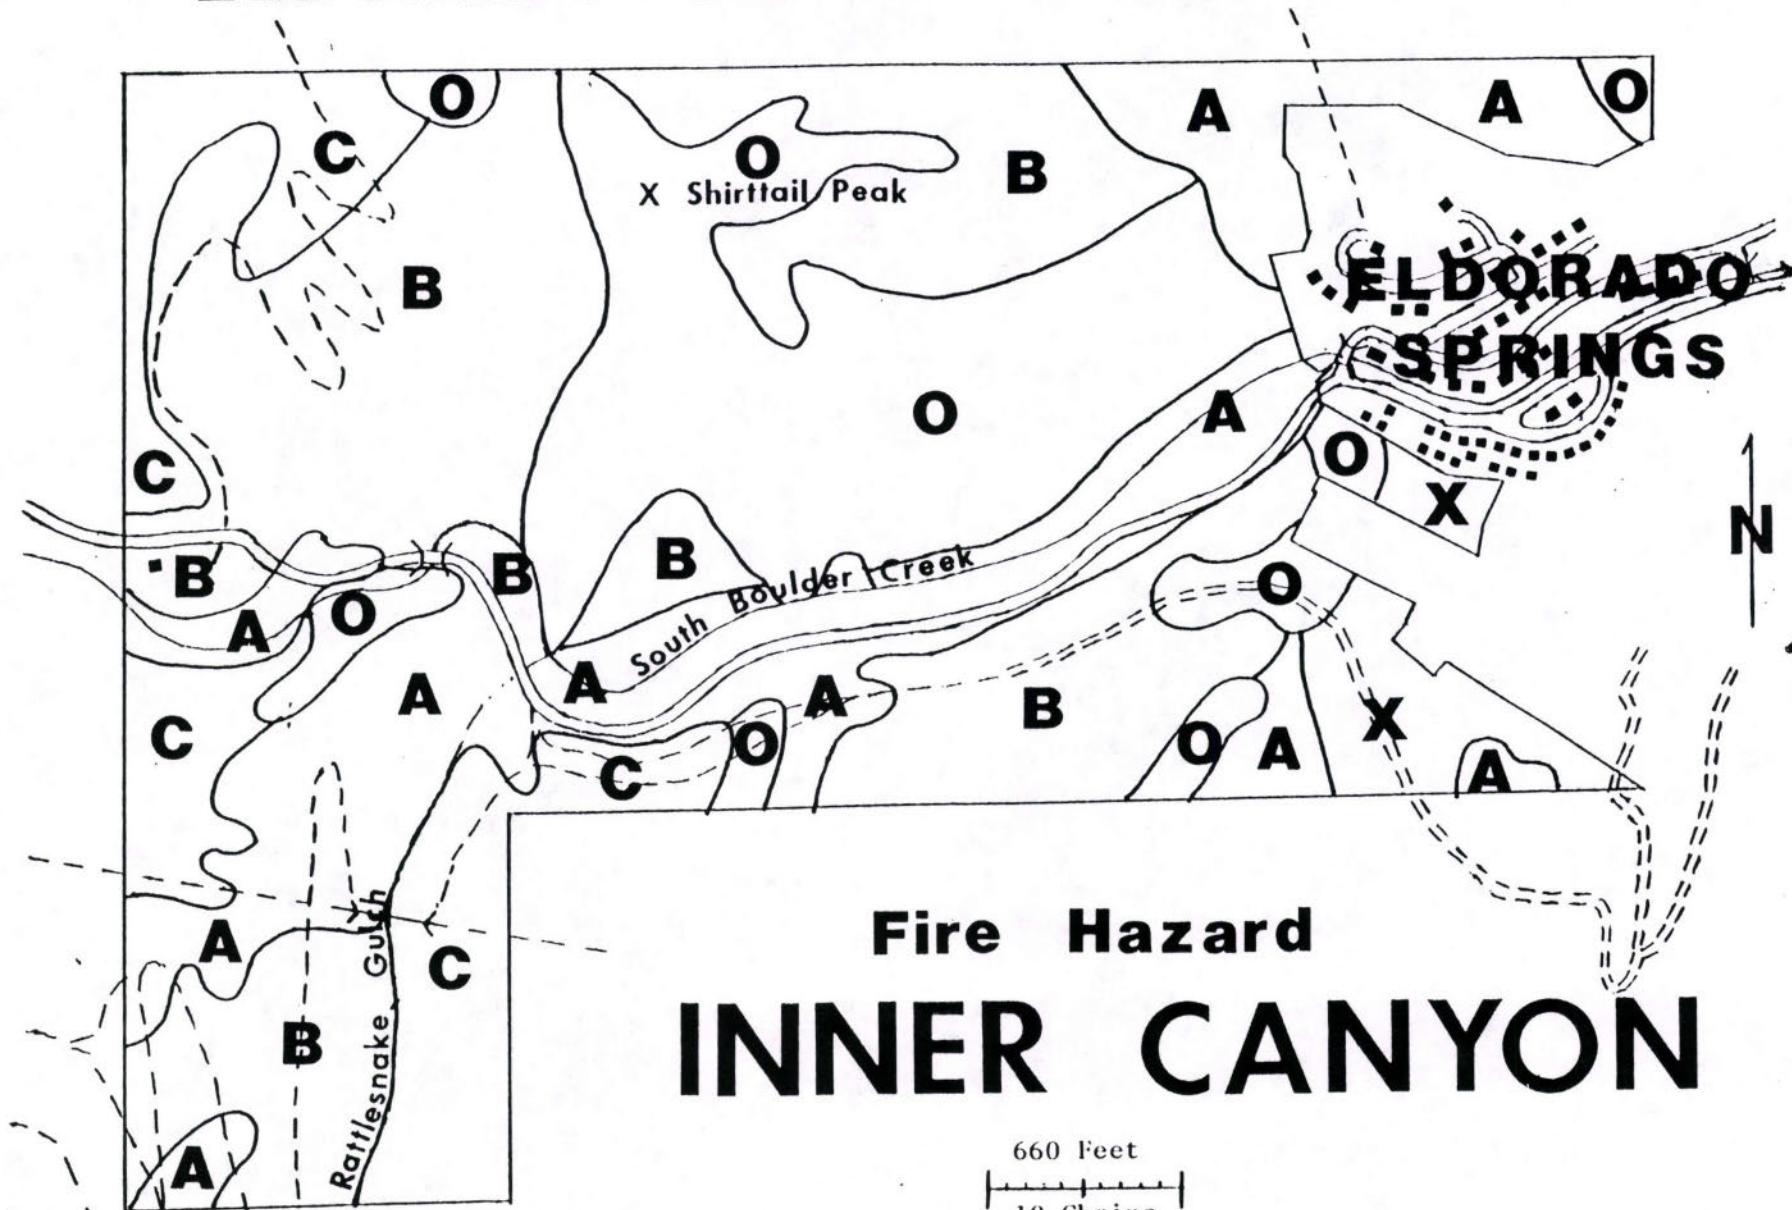 O
C
A
A
O
O
B
X Shirttail Peak
B
ELDORADO
SPRINGS
O
A
C
O
X
N
B
B
B
O
A
O
South Boulder Creek
A
A
A
C
B
X
O
O
A
A
C
A
C
B
Rattlesnake Gulch
A
Fire Hazard
INNER CANYON
660 Feet